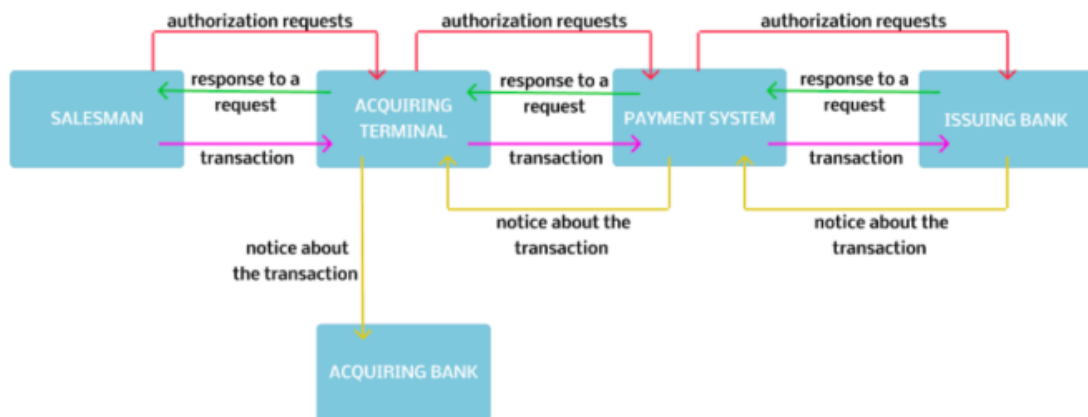 authorization requests
authorization requests
authorization requests
response to a
request
response to a
request
response to a
request
SALESMAN
ACQUIRING
TERMINAL
PAYMENT SYSTEM
ISSUING BANK
transaction
transaction
transaction
notice about the
transaction
notice about the
transaction
notice about
the transaction
ACQUIRING BANK